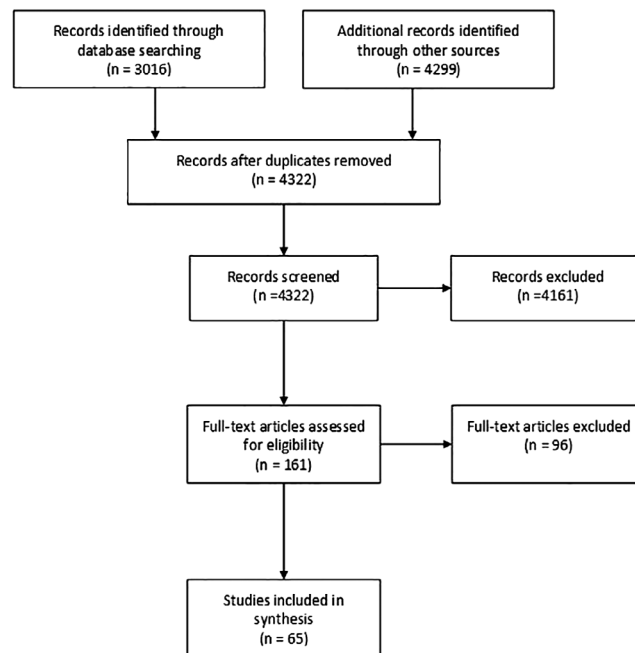 Records identified through
database searching
(n = 3016)
Additional records identified
through other sources
(n = 4299)
Records after duplicates removed
(n = 4322)
Records screened
(n =4322)
Records excluded
(n =4161)
Full-text articles assessed
for eligibility
(n = 161)
Full-text articles excluded
(n = 96)
Studies included in
synthesis
(n = 65)